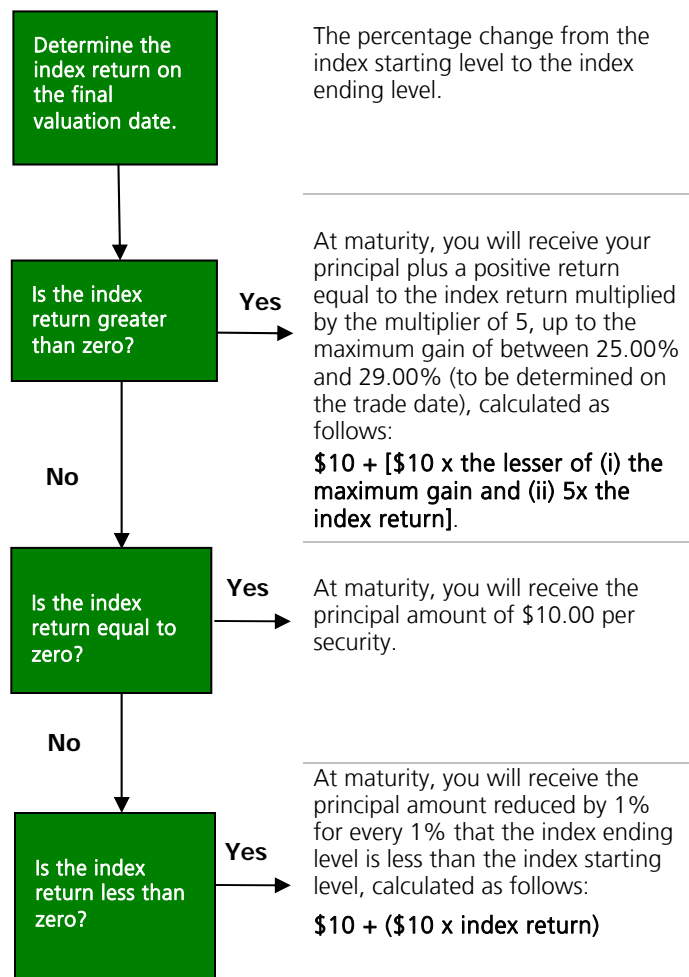 Determine the
index return on
the final
valuation date.
The percentage change from the
index starting level to the index
ending level.
Is the index
return greater
than zero?
Yes
At maturity, you will receive your
principal plus a positive return
equal to the index return multiplied
by the multiplier of 5, up to the
maximum gain of between 25.00%
and 29.00% (to be determined on
the trade date), calculated as
follows:
$10 + [$10 x the lesser of (i) the
maximum gain and (ii) 5x the
index return].
No
Is the index
return equal to
zero?
Yes
At maturity, you will receive the
principal amount of $10.00 per
security.
No
Is the index
return less than
zero?
Yes
At maturity, you will receive the
principal amount reduced by 1%
for every 1% that the index ending
level is less than the index starting
level, calculated as follows:
$10 + ($10 x index return)